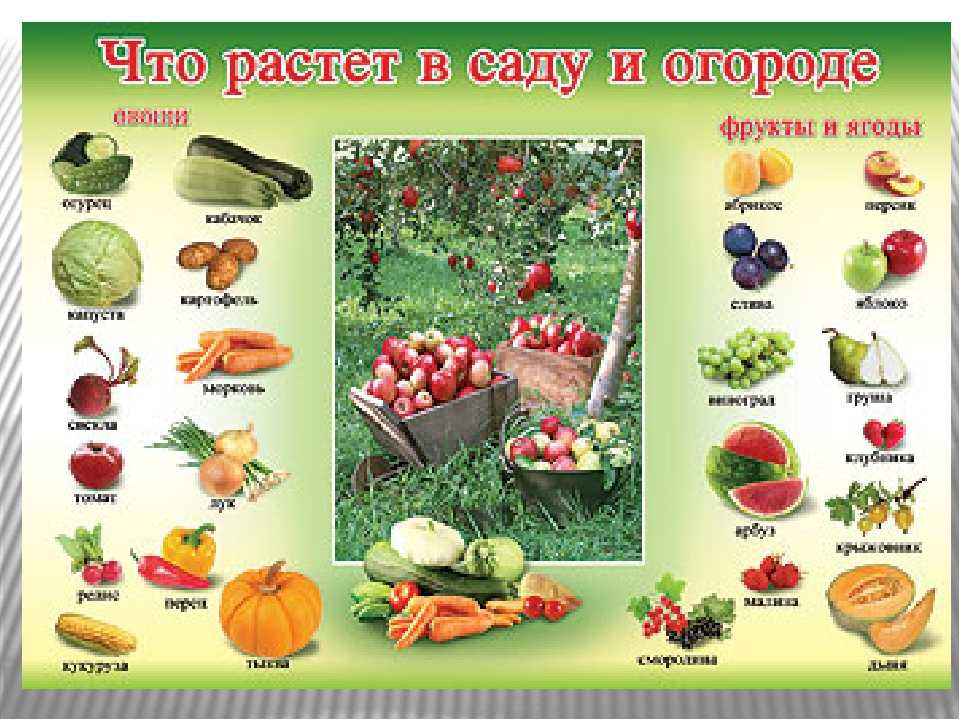 Что растет в саду и огороде
овощи
фрукты и ягоды
огурец
кабачок
капуста
картофель
свекла
морковь
томат
лук
редис
перец
кукуруза
тыква
абрикос
персик
слива
яблоко
виноград
груша
клубника
арбуз
крыжовник
малина
смородина
дыня